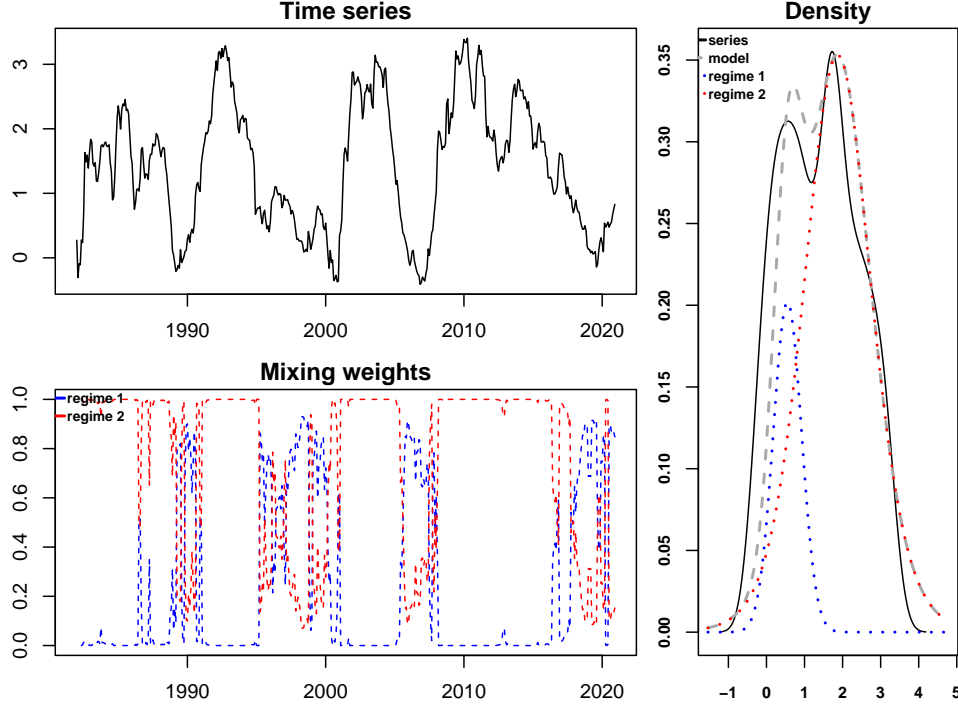 Time series
3
2
1
0
1990 2000 2010 2020
Mixing weights
1.0
0.8
0.6
0.4
0.2
0.0
regime 1
regime 2
1990 2000 2010 2020
Density
series
model
regime 1
regime 2
0.35
0.30
0.25
0.20
0.15
0.10
0.05
0.00
−1 0 1 2 3 4 5